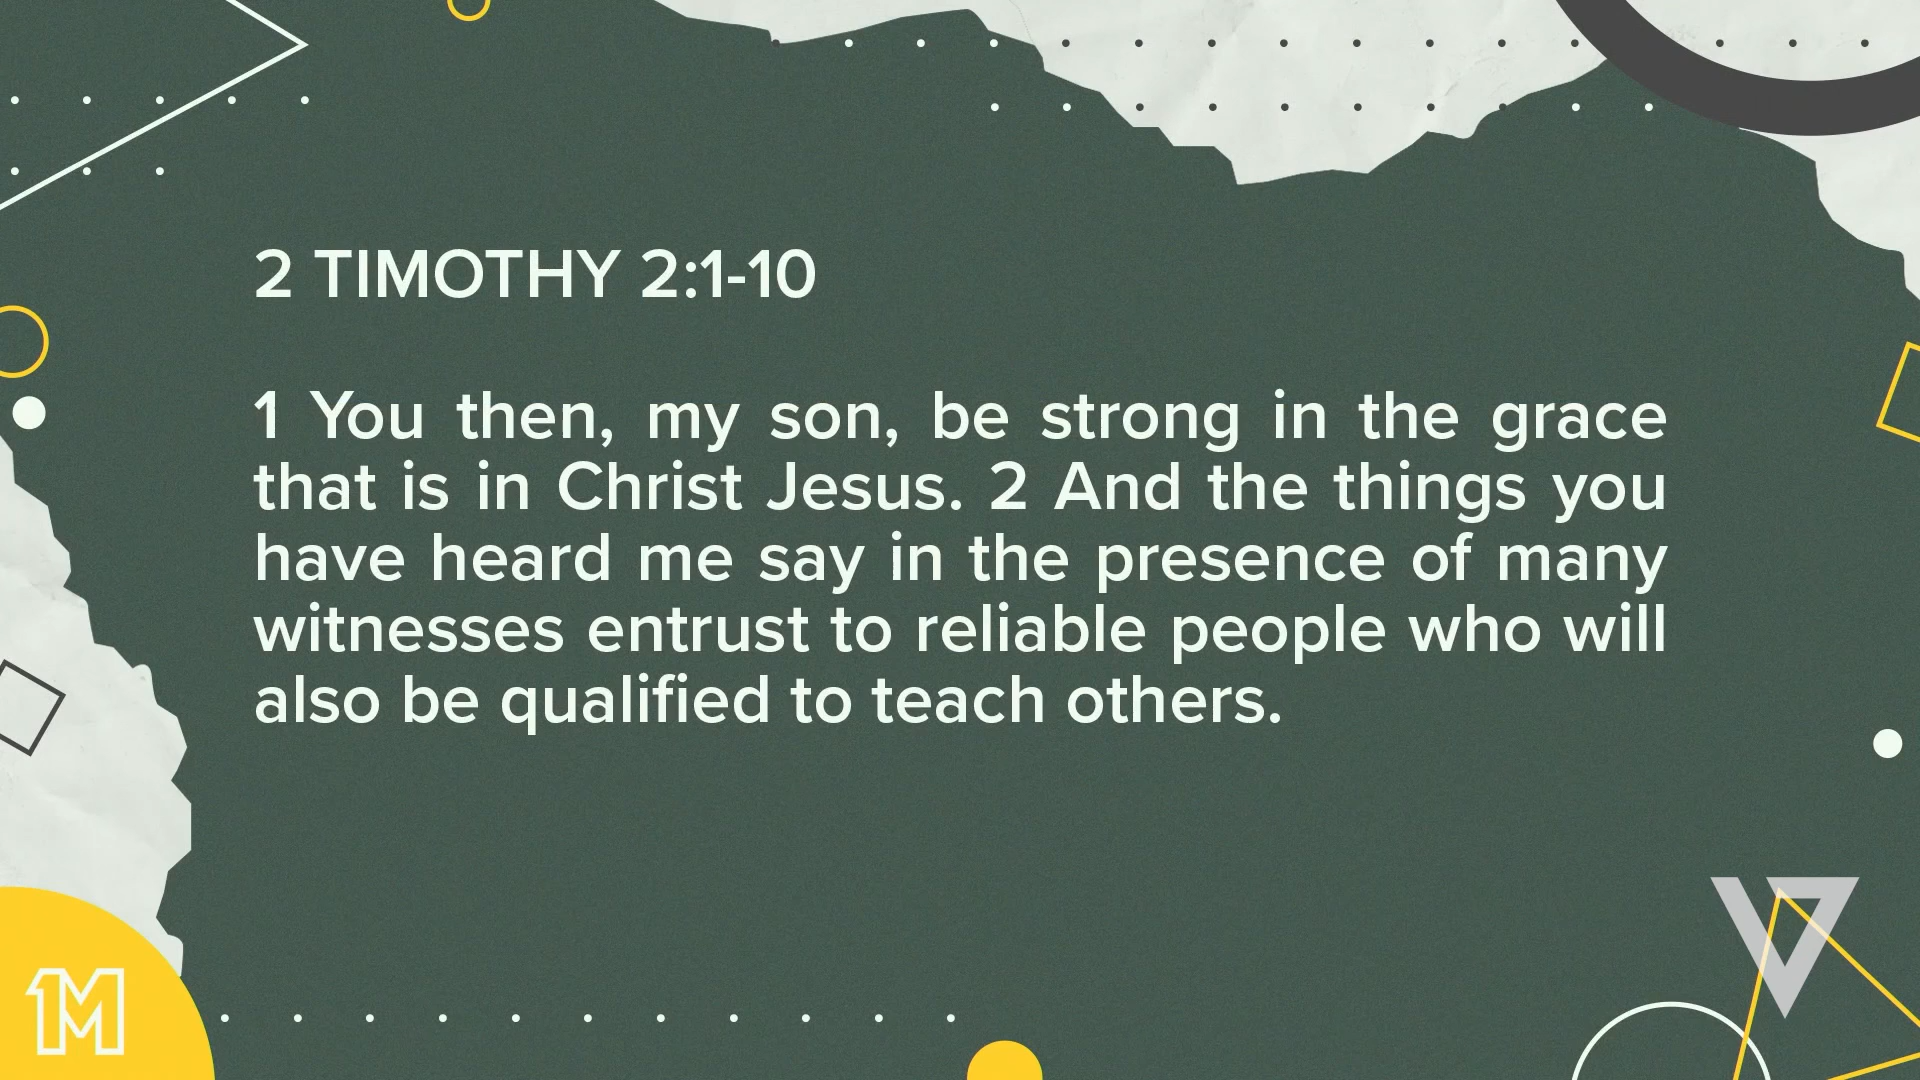 2 TIMOTHY 2:1-10
1 You then, my son, be strong in the grace
that is in Christ Jesus. 2 And the things you
have heard me say in the presence of many
witnesses entrust to reliable people who will
also be qualified to teach others.
1M